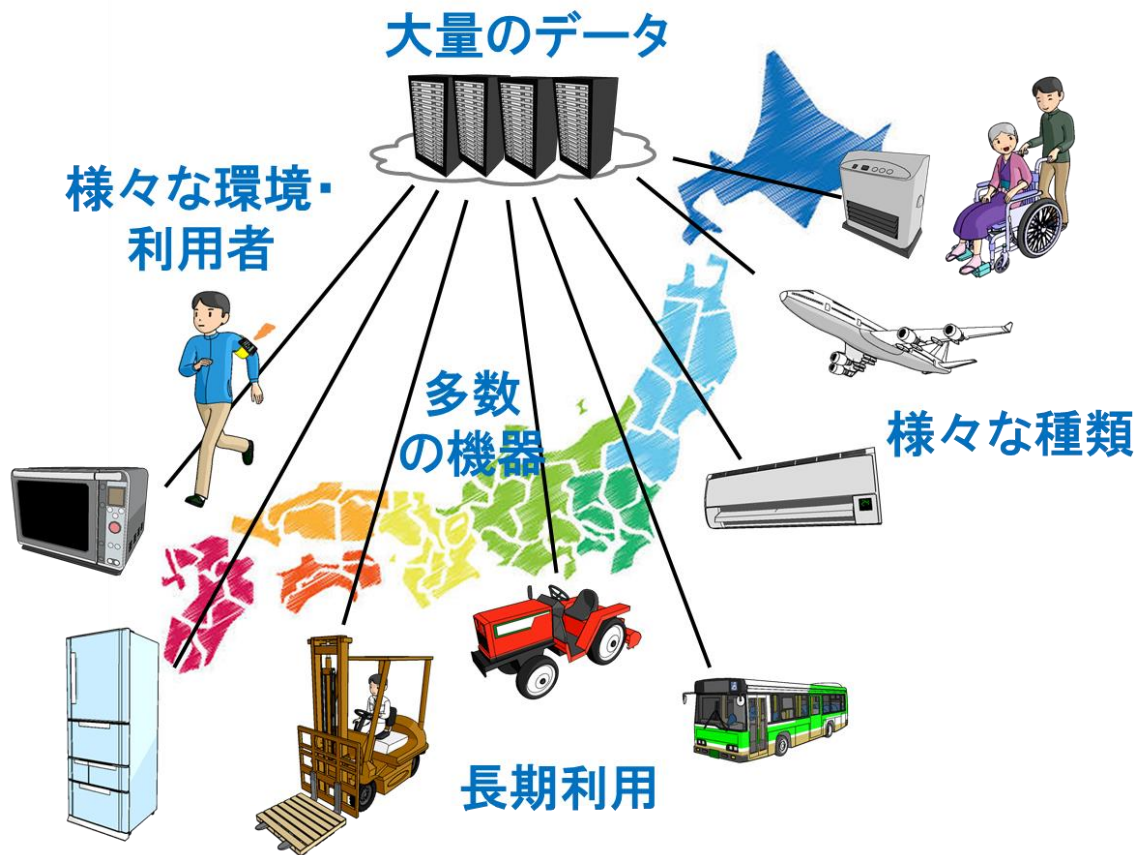 大量のデータ
様々な環境・
利用者
多数
の機器
様々な種類
長期利用